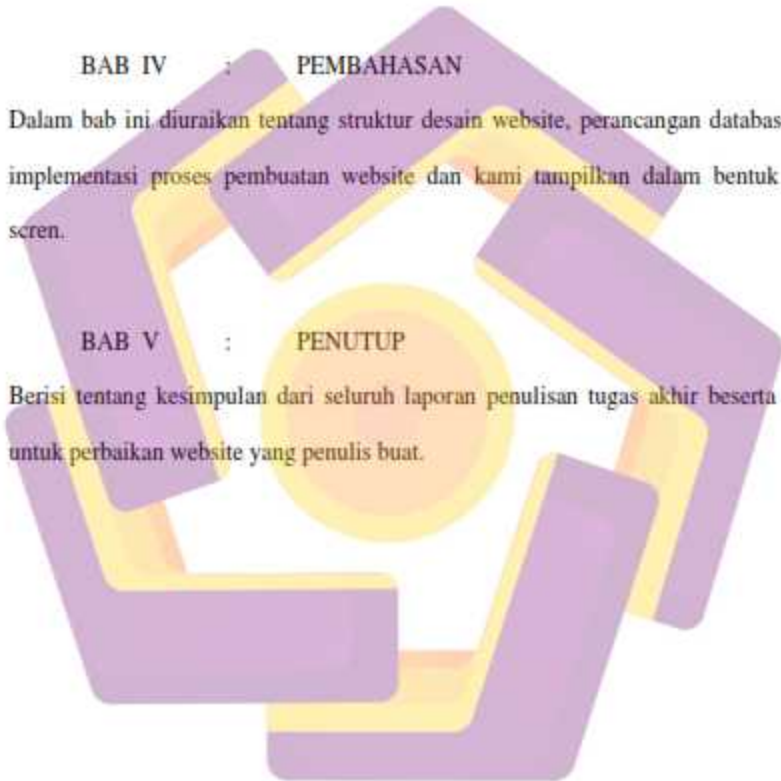 BAB IV : PEMBAHASAN
Dalam bab ini diuraikan tentang struktur desain website, perancangan databas
implementasi proses pembuatan website dan kami tampilkan dalam bentuk
scren.
BAB V : PENUTUP
Berisi tentang kesimpulan dari seluruh laporan penulisan tugas akhir beserta
untuk perbaikan website yang penulis buat.